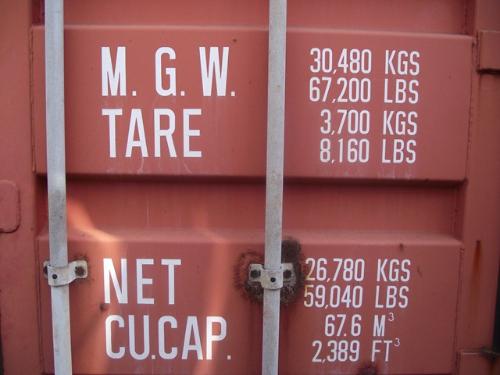 M. G. W. 30,480 KGS
67,200 LBS
TARE 3,700 KGS
8,160 LBS
NET 26,780 KGS
59,040 LBS
CU.CAP. 67.6 M³
2,389 FT³